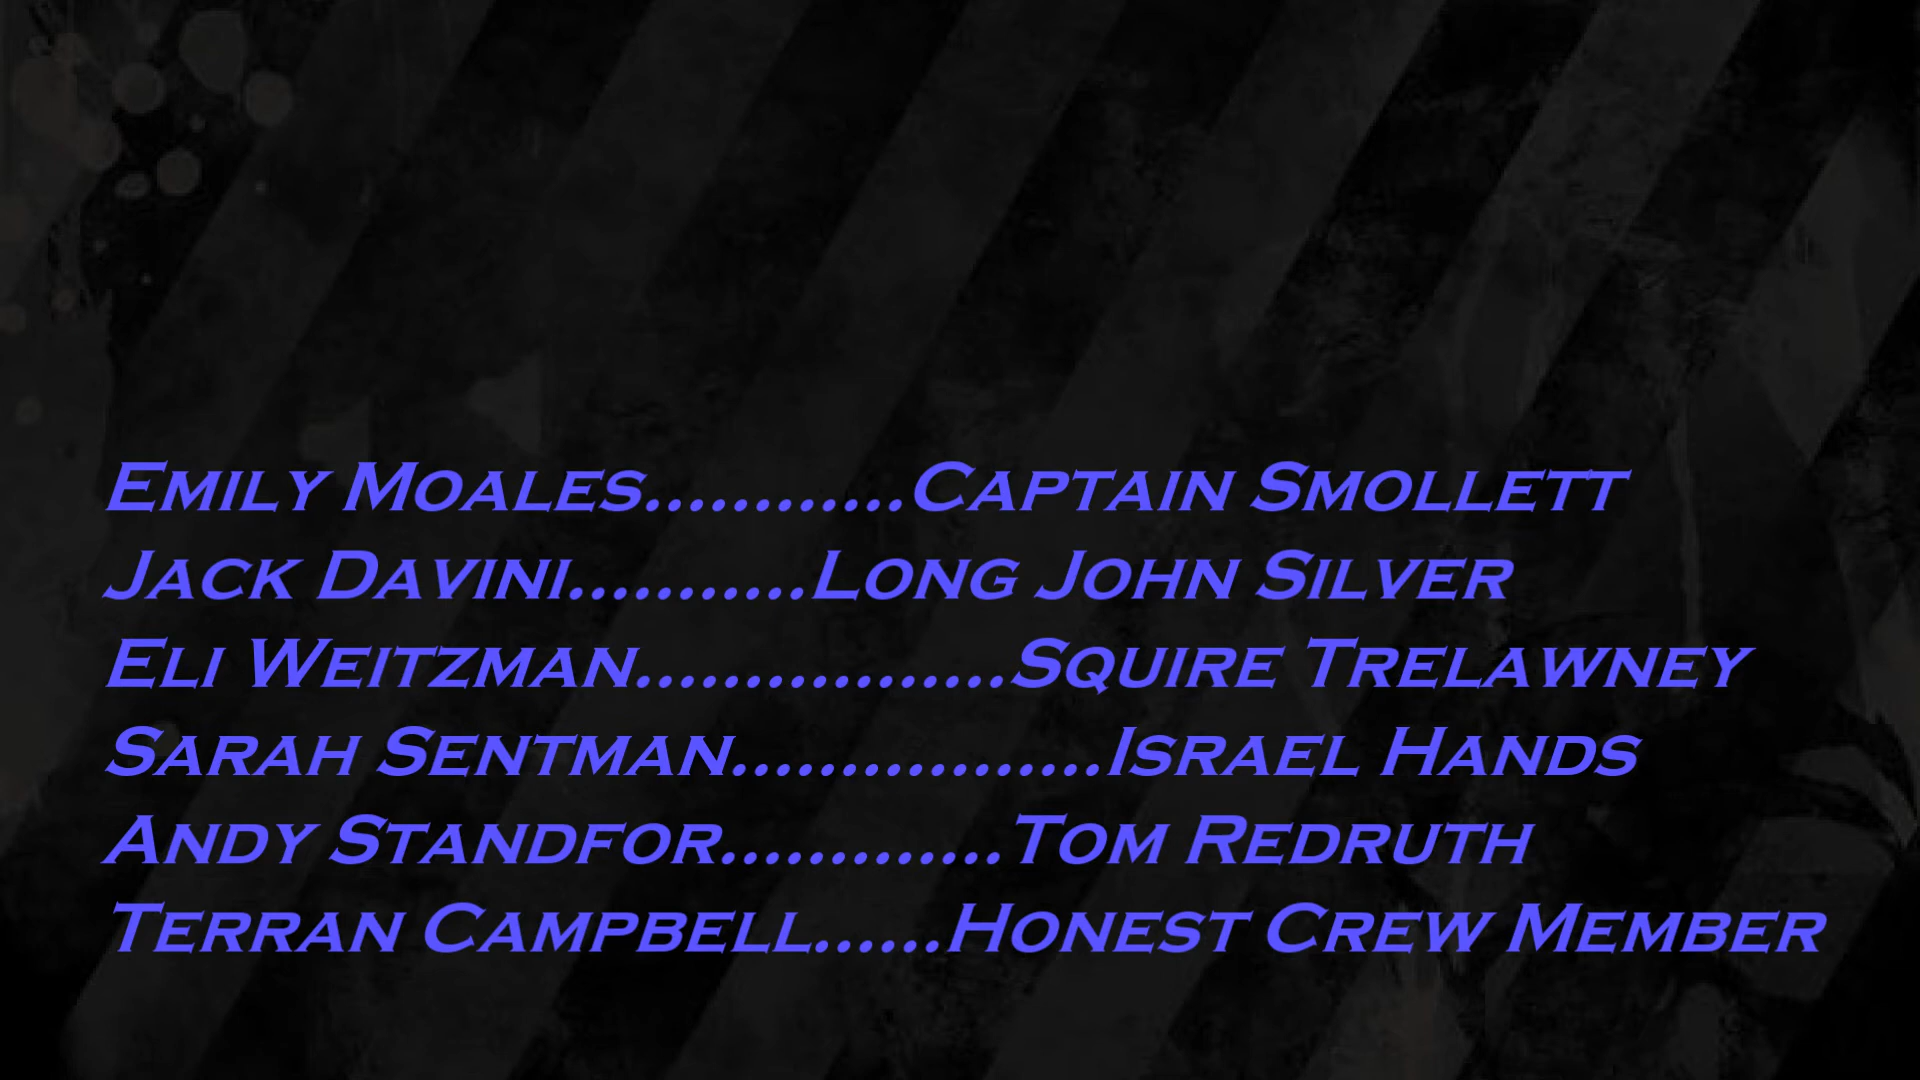 Emily Moales............Captain Smollett
Jack Davini...........Long John Silver
Eli Weitzman.................Squire Trelawney
Sarah Sentman.................Israel Hands
Andy Standfor.............Tom Redruth
Terran Campbell......Honest Crew Member